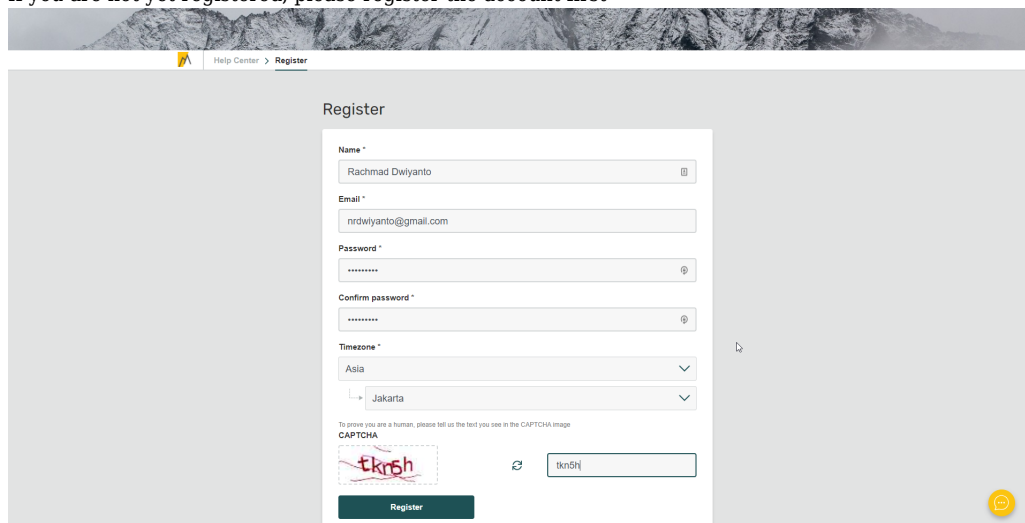 If you are not yet registered, please register the account first
Help Center > Register
Register
Name *
Rachmad Dwiyanto
Email *
nrdwiyanto@gmail.com
Password *
•••••••••
Confirm password *
•••••••••
Timezone *
Asia
Jakarta
To prove you are a human, please tell us the text you see in the CAPTCHA image
CAPTCHA
tkn5h
tkn5h
Register